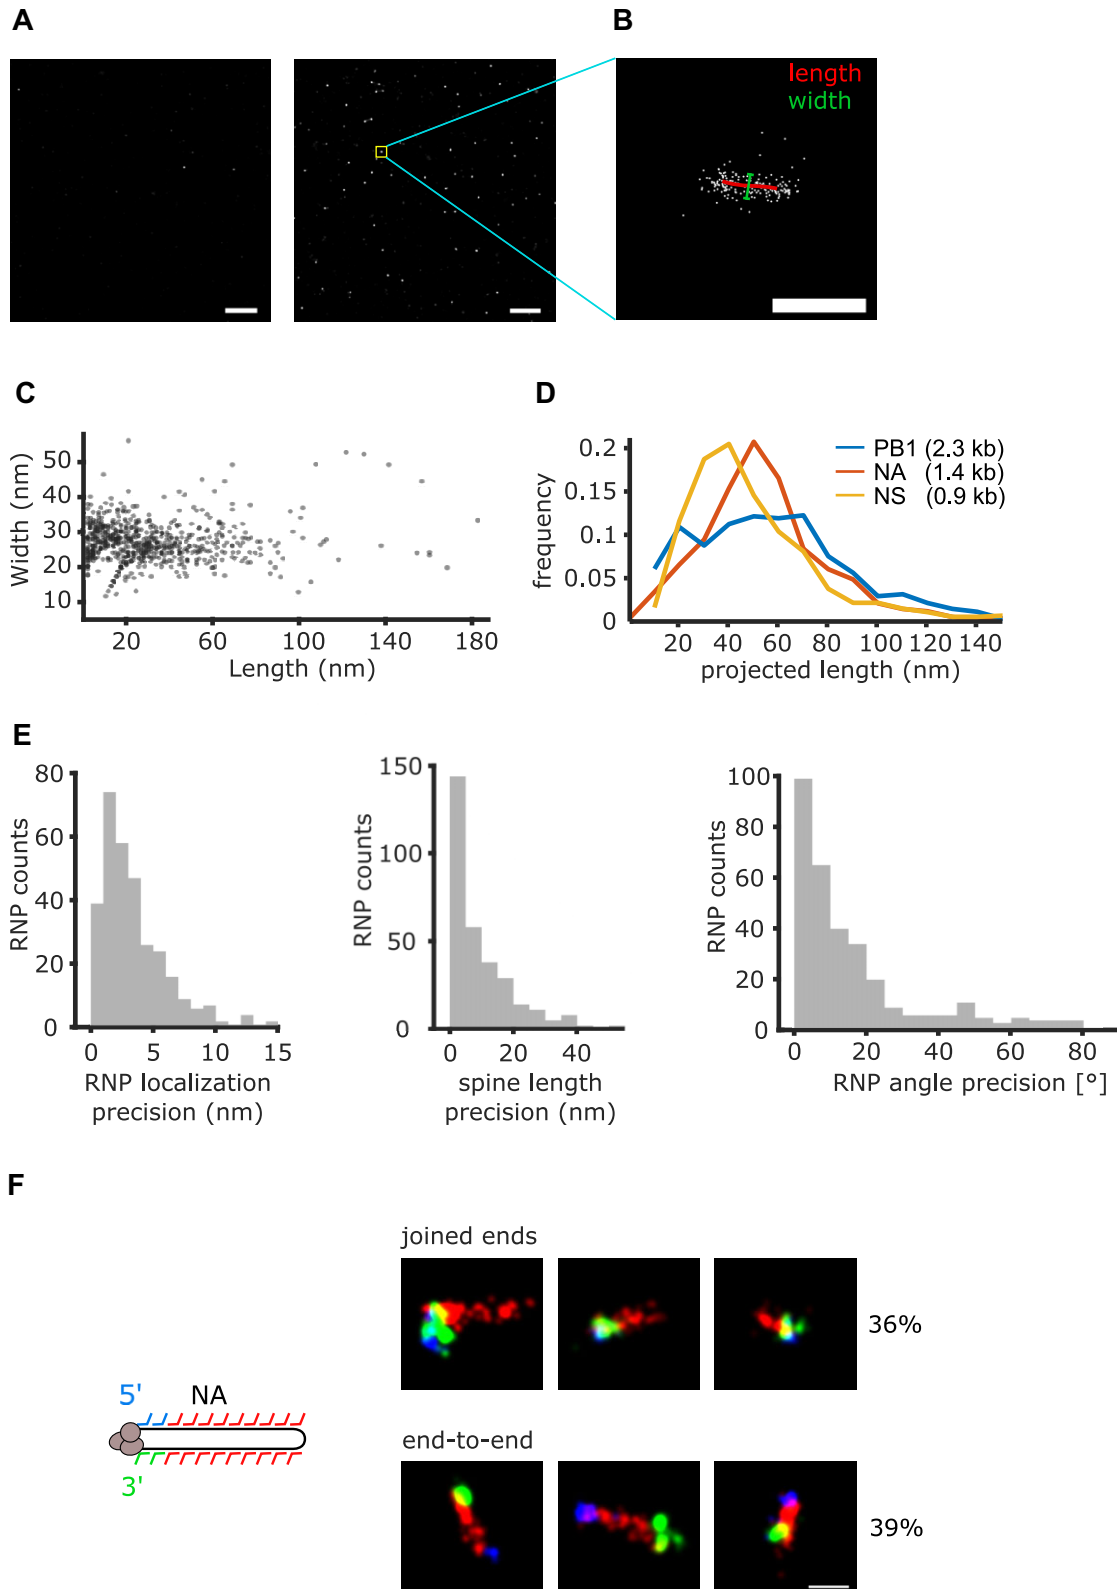 A
B
length
width
C
Width (nm)
50
40
30
20
10
20
60
100
140
180
Length (nm)
D
frequency
0.2
0.15
0.1
0.05
0
PB1 (2.3 kb)
NA (1.4 kb)
NS (0.9 kb)
20
40
60
80
100
120
140
projected length (nm)
E
RNP counts
80
60
40
20
0
0
5
10
15
RNP localization
precision (nm)
RNP counts
150
100
50
0
0
20
40
spine length
precision (nm)
RNP counts
100
80
60
40
20
0
0
20
40
60
80
RNP angle precision [°]
F
5'
NA
3'
joined ends
36%
end-to-end
39%